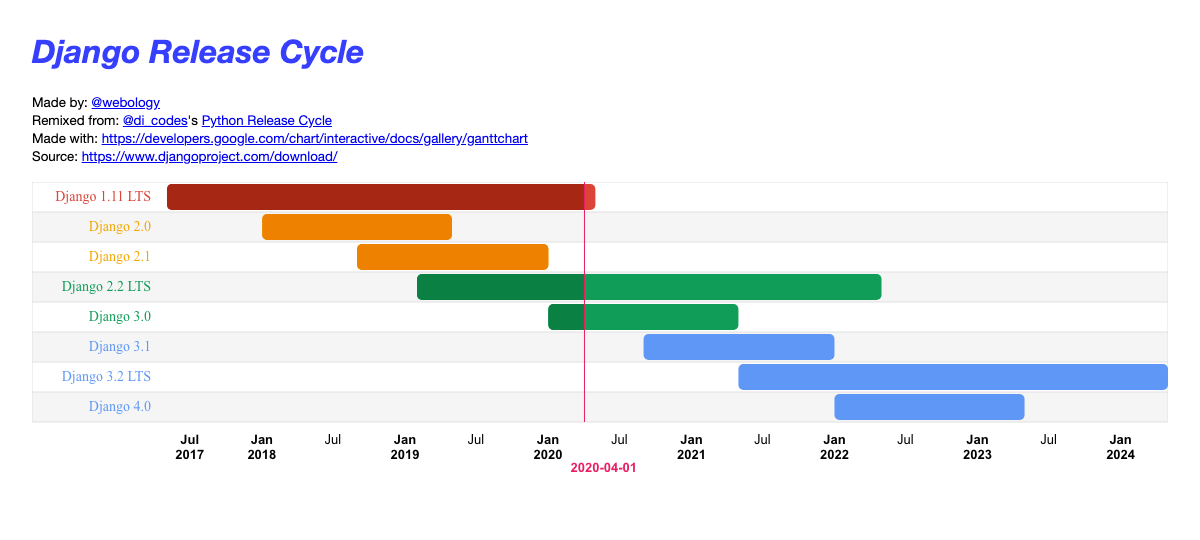 Django Release Cycle
Made by: @webology
Remixed from: @di_codes's Python Release Cycle
Made with: https://developers.google.com/chart/interactive/docs/gallery/ganttchart
Source: https://www.djangoproject.com/download/
Django 1.11 LTS
Django 2.0
Django 2.1
Django 2.2 LTS
Django 3.0
Django 3.1
Django 3.2 LTS
Django 4.0
Jul Jan Jul Jan Jul Jan Jul Jan Jul Jan Jul Jan Jul Jan
2017 2018 2019 2020 2021 2022 2023 2024
2020-04-01